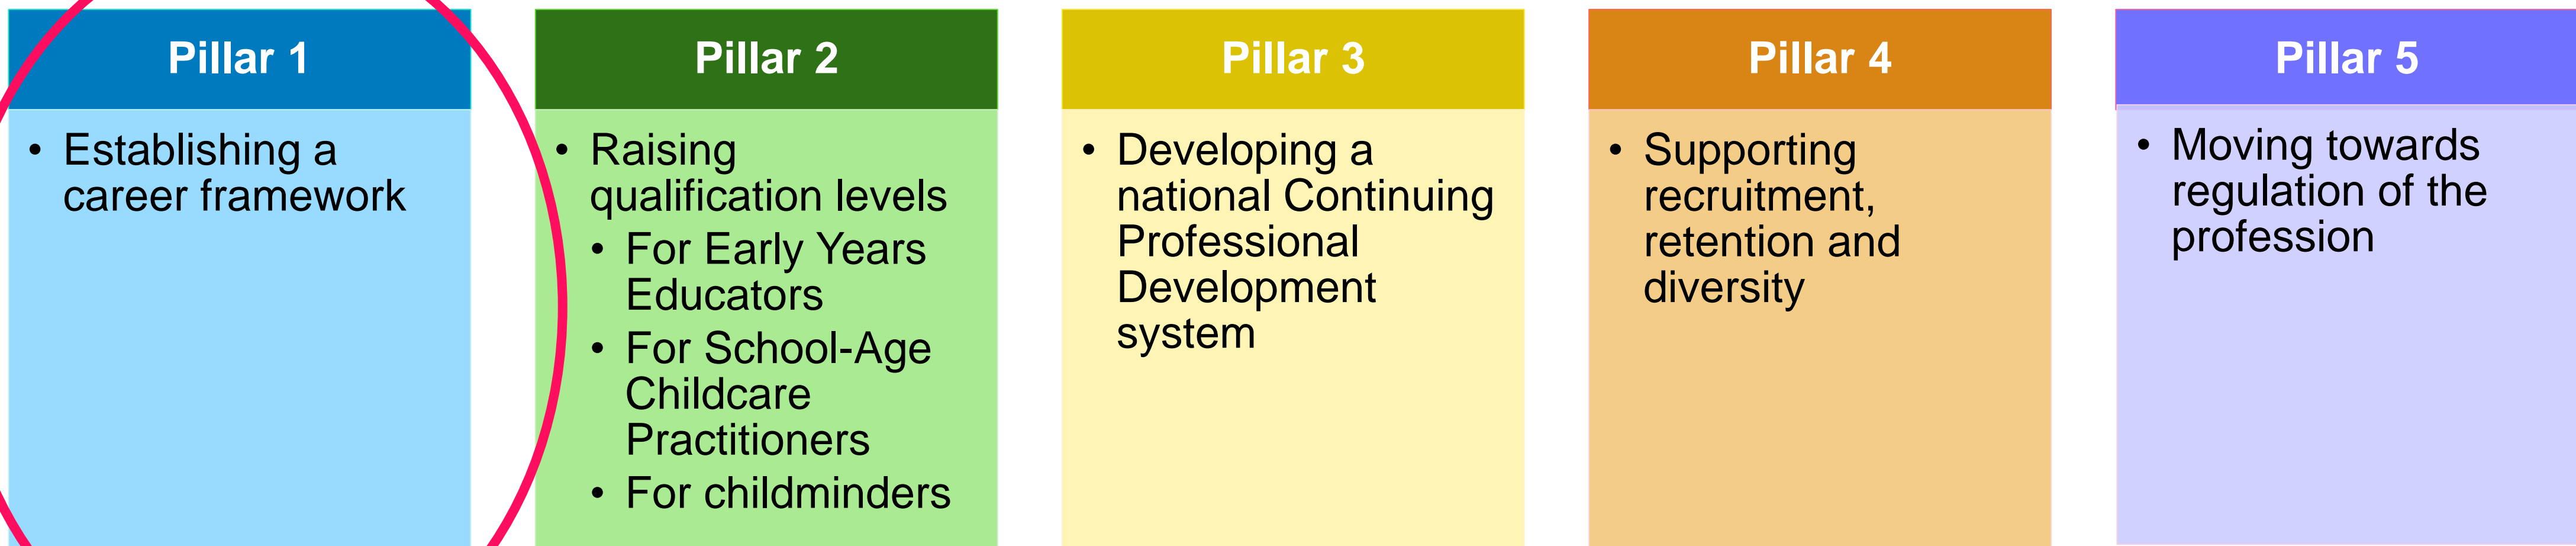 Pillar 1
• Establishing a
career framework
Pillar 2
• Raising
qualification levels
• For Early Years
Educators
• For School-Age
Childcare
Practitioners
• For childminders
Pillar 3
• Developing a
national Continuing
Professional
Development
system
Pillar 4
• Supporting
recruitment,
retention and
diversity
Pillar 5
• Moving towards
regulation of the
profession